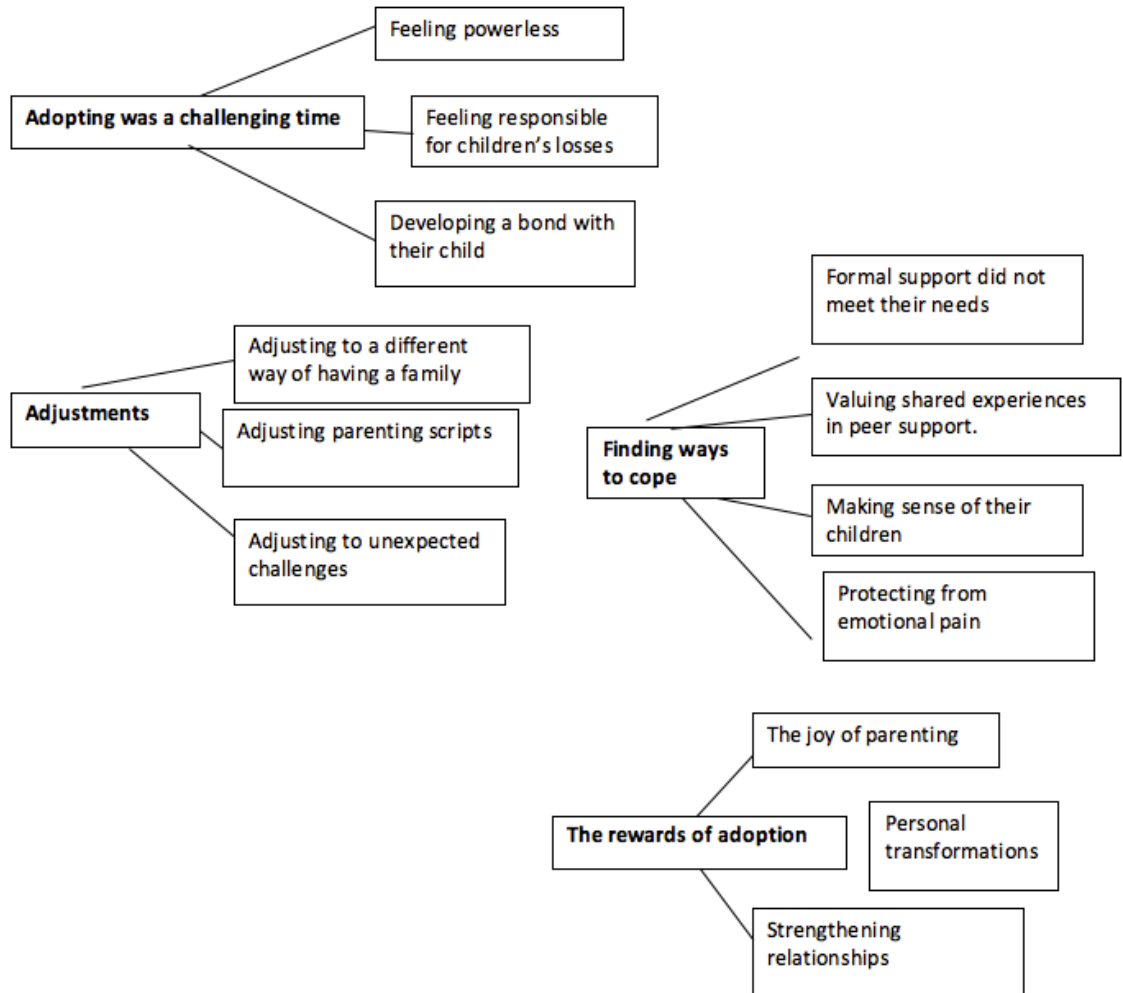 Feeling powerless
Adopting was a challenging time
Feeling responsible
for children’s losses
Developing a bond with
their child
Adjusting to a different
way of having a family
Adjustments
Adjusting parenting scripts
Adjusting to unexpected
challenges
Formal support did not
meet their needs
Valuing shared experiences
in peer support.
Finding ways
to cope
Making sense of their
children
Protecting from
emotional pain
The joy of parenting
The rewards of adoption
Personal
transformations
Strengthening
relationships